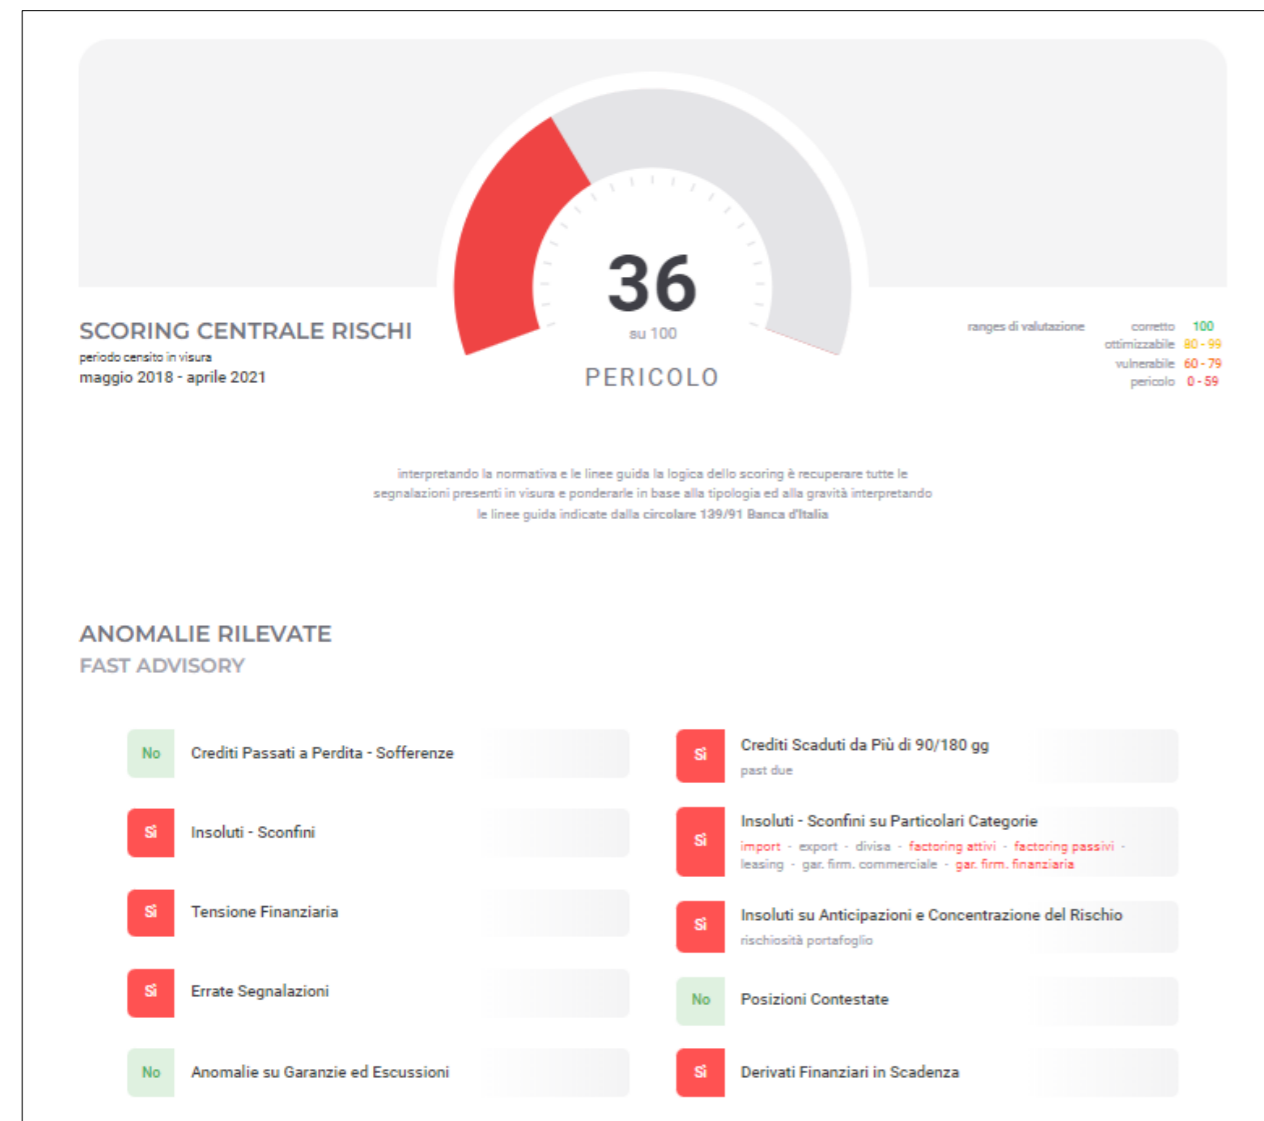 36
su 100
PERICOLO
SCORING CENTRALE RISCHI
periodo censito in visura
maggio 2018 - aprile 2021
ranges di valutazione
corretto 100
ottimizzabile 80 - 99
vulnerabile 60 - 79
pericolo 0 - 59
interpretando la normativa e le linee guida la logica dello scoring è recuperare tutte le
segnalazioni presenti in visura e ponderarle in base alla tipologia ed alla gravità interpretando
le linee guida indicate dalla circolare 139/91 Banca d'Italia
ANOMALIE RILEVATE
FAST ADVISORY
No Crediti Passati a Perdita - Sofferenze
Sì Insoluti - Sconfini
Sì Tensione Finanziaria
Sì Errate Segnalazioni
No Anomalie su Garanzie ed Escussioni
Sì Crediti Scaduti da Più di 90/180 gg
past due
Sì Insoluti - Sconfini su Particolari Categorie
import - export - divisa - factoring attivi - factoring passivi -
leasing - gar. firm. commerciale - gar. firm. finanziaria
Sì Insoluti su Anticipazioni e Concentrazione del Rischio
rischiosità portafoglio
No Posizioni Contestate
Sì Derivati Finanziari in Scadenza